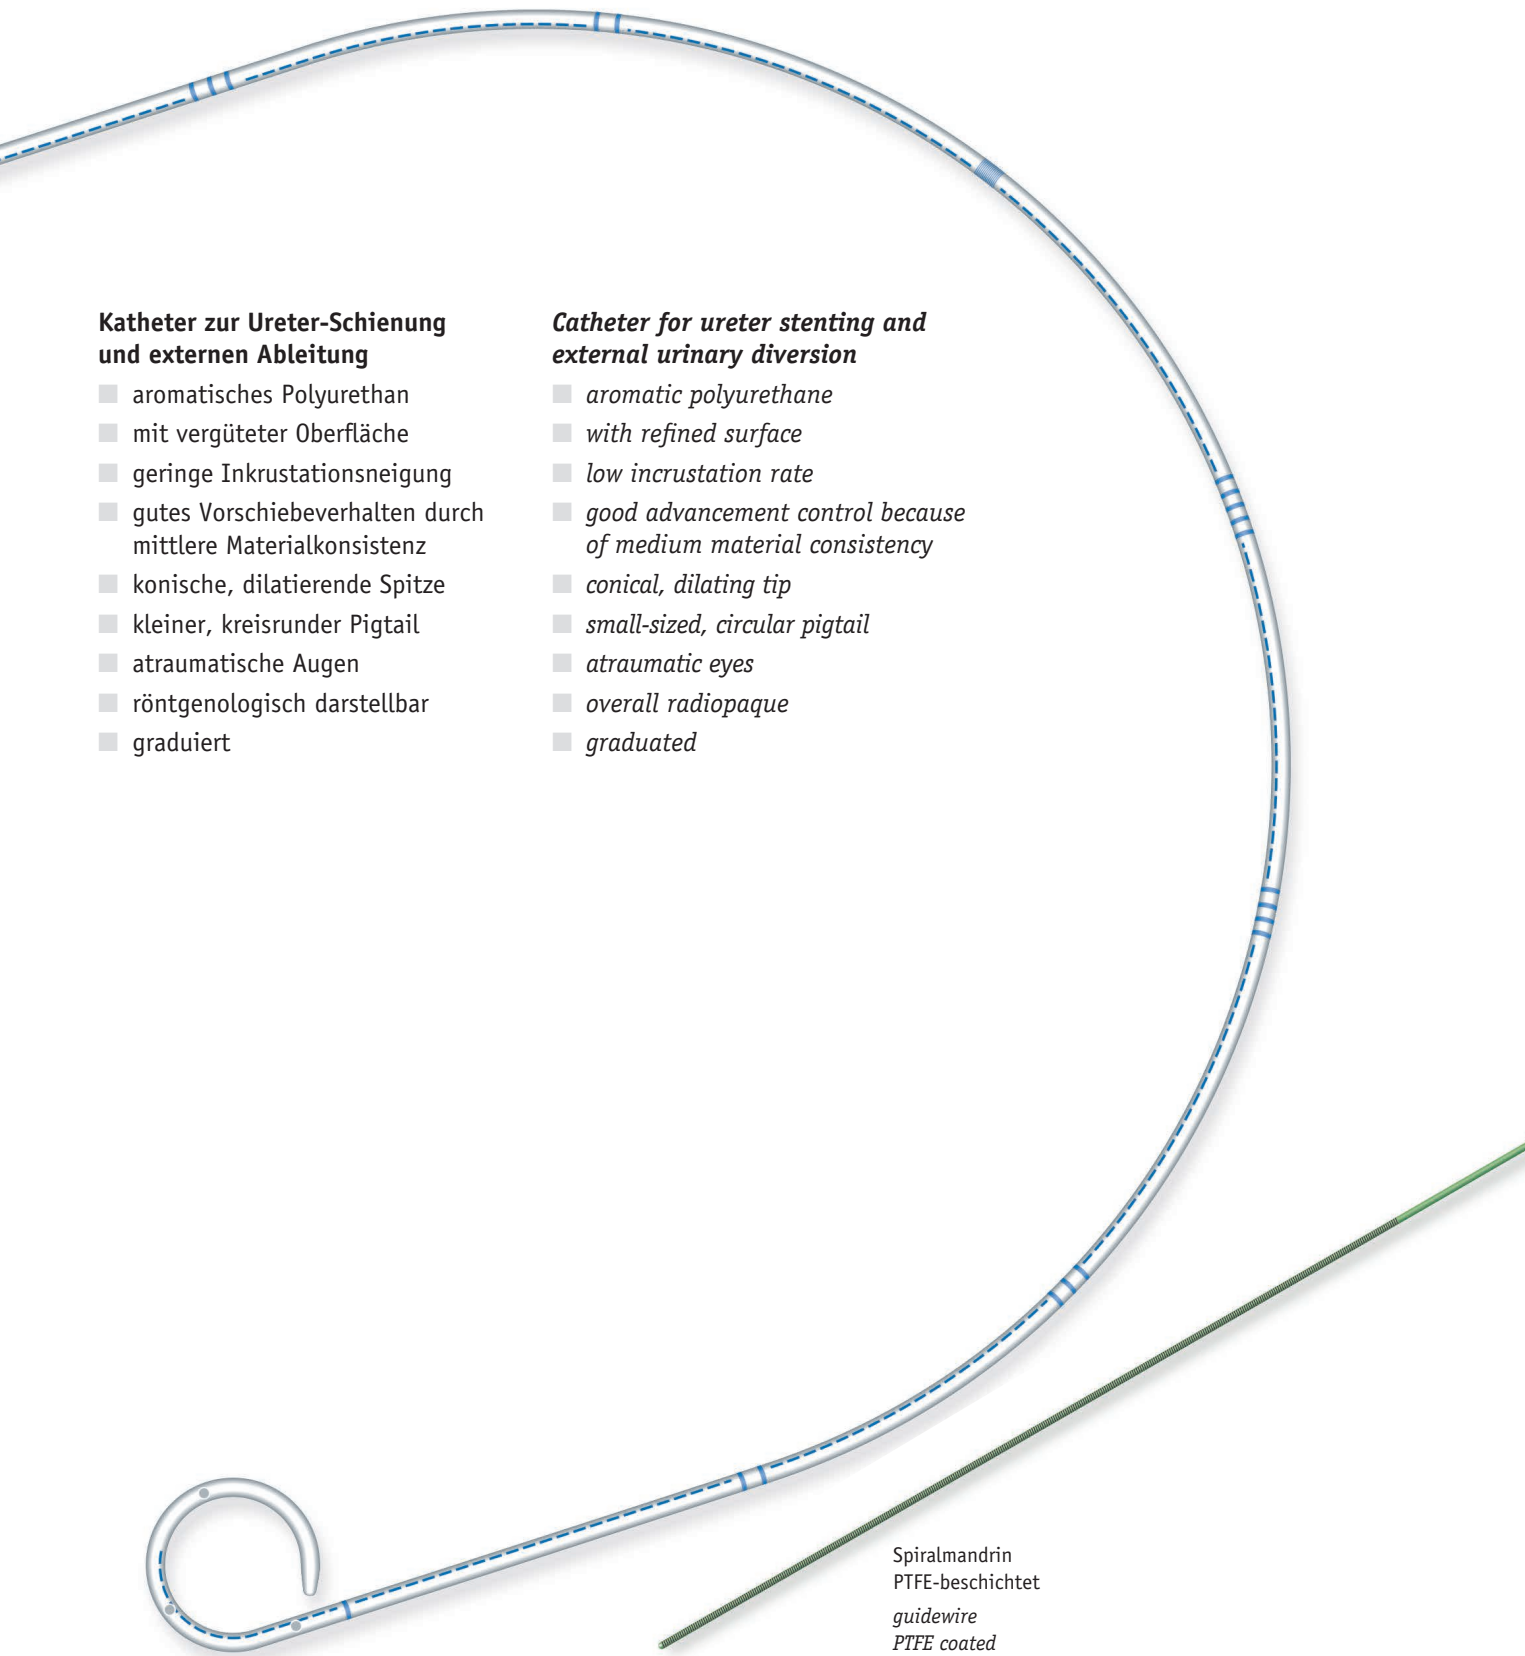 Katheter zur Ureter-Schienung
und externen Ableitung
aromatisches Polyurethan
mit vergüteter Oberfläche
geringe Inkrustationsneigung
gutes Vorschiebeverhalten durch
mittlere Materialkonsistenz
konische, dilatierende Spitze
kleiner, kreisrunder Pigtail
atraumatische Augen
röntgenologisch darstellbar
graduiert
Catheter for ureter stenting and
external urinary diversion
aromatic polyurethane
with refined surface
low incrustation rate
good advancement control because
of medium material consistency
conical, dilating tip
small-sized, circular pigtail
atraumatic eyes
overall radiopaque
graduated
Spiralmandrin
PTFE-beschichtet
guidewire
PTFE coated